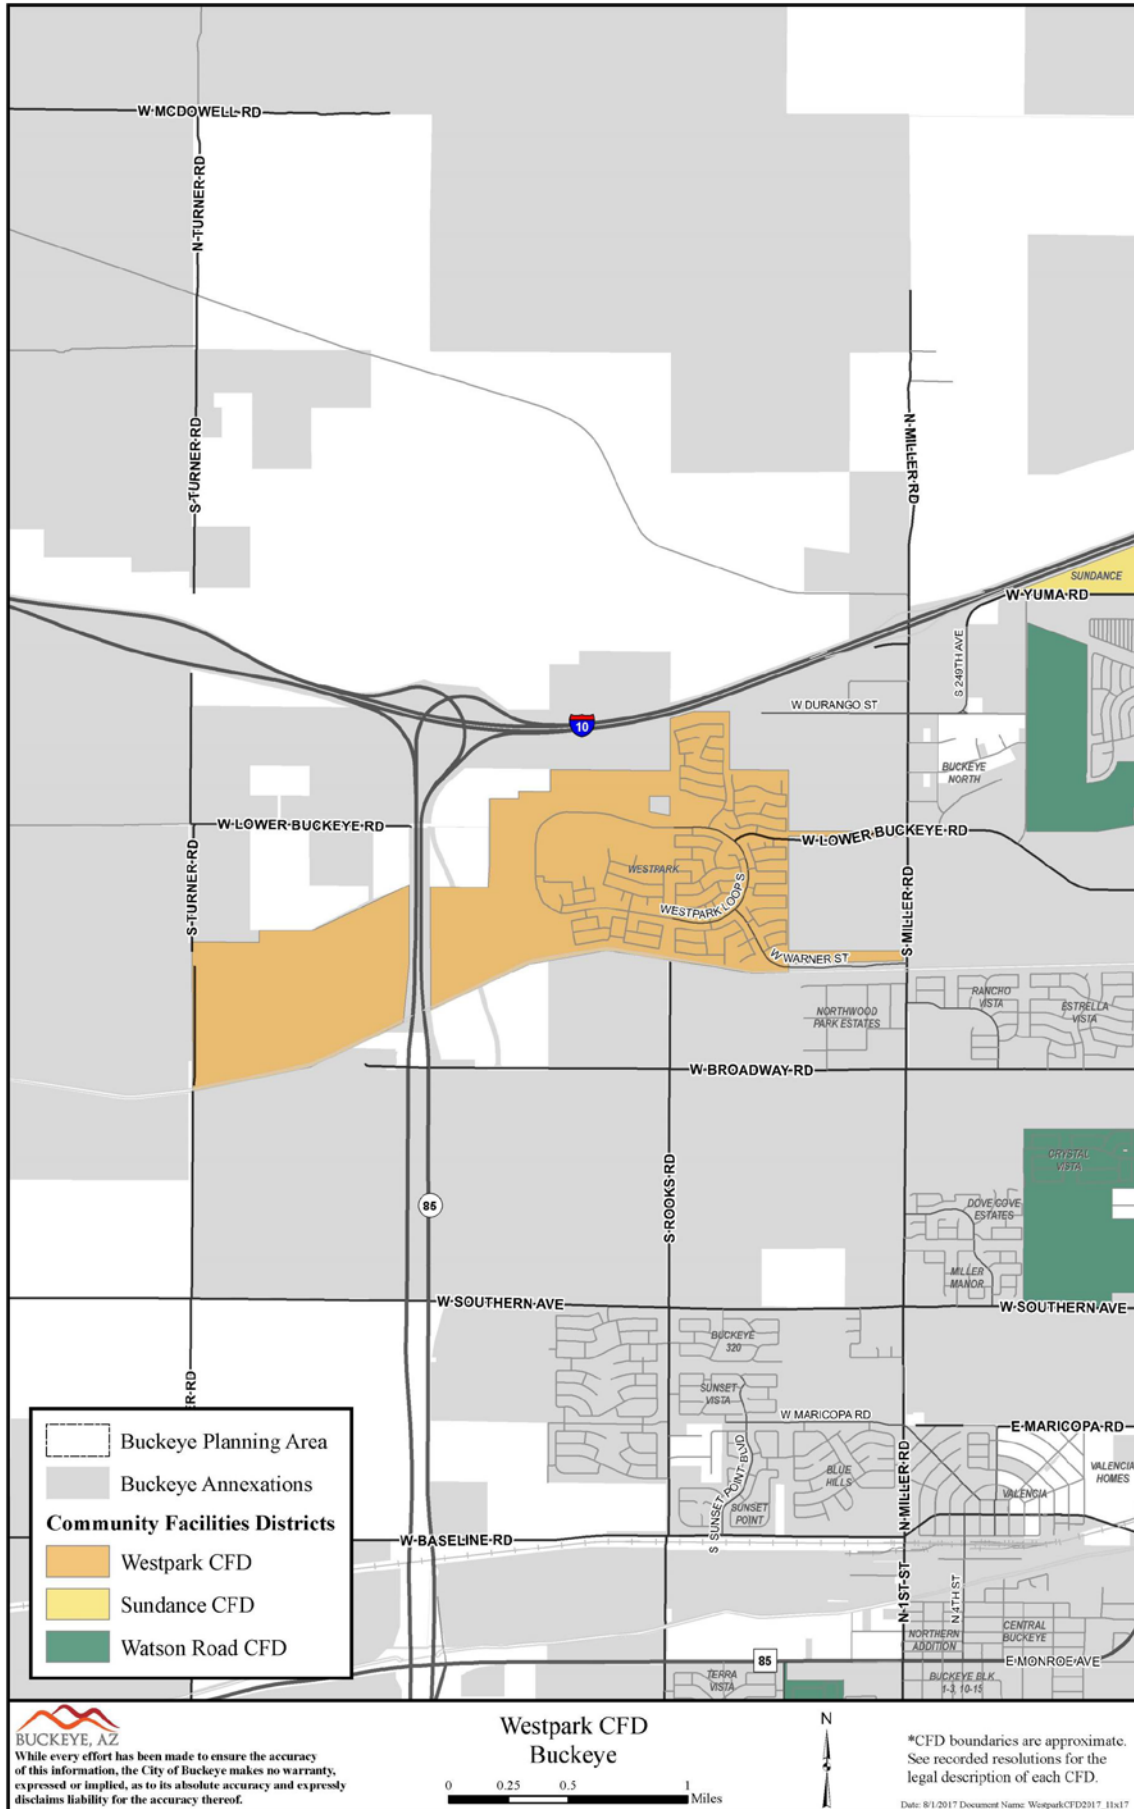 W MCDOWELL RD
N TURNER RD
S TURNER RD
N MILLER RD
SUNDANCE
W YUMA RD
S 249TH AVE
W DURANGO ST
10
BUCKEYE
NORTH
W LOWER BUCKEYE RD
W LOWER BUCKEYE RD
S TURNER RD
WESTPARK
WESTPARK LOOP S
S MILLER RD
W WARNER ST
RANCHO
VISTA
ESTRELLA
VISTA
NORTHWOOD
PARK ESTATES
W BROADWAY RD
CRYSTAL
VISTA
S ROOKS RD
85
DOVE COVE
ESTATES
MILLER
MANOR
W SOUTHERN AVE
W SOUTHERN AVE
BUCKEYE
320
SUNSET
VISTA
W MARICOPA RD
E MARICOPA RD
ER RD
S SUNSET POINT BLVD
BLUE
HILLS
N MILLER RD
VALENCIA
HOMES
VALENCIA
SUNSET
POINT
W BASELINE RD
N 1ST ST
N 4TH ST
NORTHERN
ADDITION
CENTRAL
BUCKEYE
85
E MONROE AVE
TERRA
VISTA
BUCKEYE BLK
1-3, 10-15
Buckeye Planning Area
Buckeye Annexations
Community Facilities Districts
Westpark CFD
Sundance CFD
Watson Road CFD
BUCKEYE, AZ
While every effort has been made to ensure the accuracy
of this information, the City of Buckeye makes no warranty,
expressed or implied, as to its absolute accuracy and expressly
disclaims liability for the accuracy thereof.
Westpark CFD
Buckeye
0 0.25 0.5 1
Miles
N
*CFD boundaries are approximate.
See recorded resolutions for the
legal description of each CFD.
Date: 8/1/2017 Document Name: WestparkCFD2017_11x17